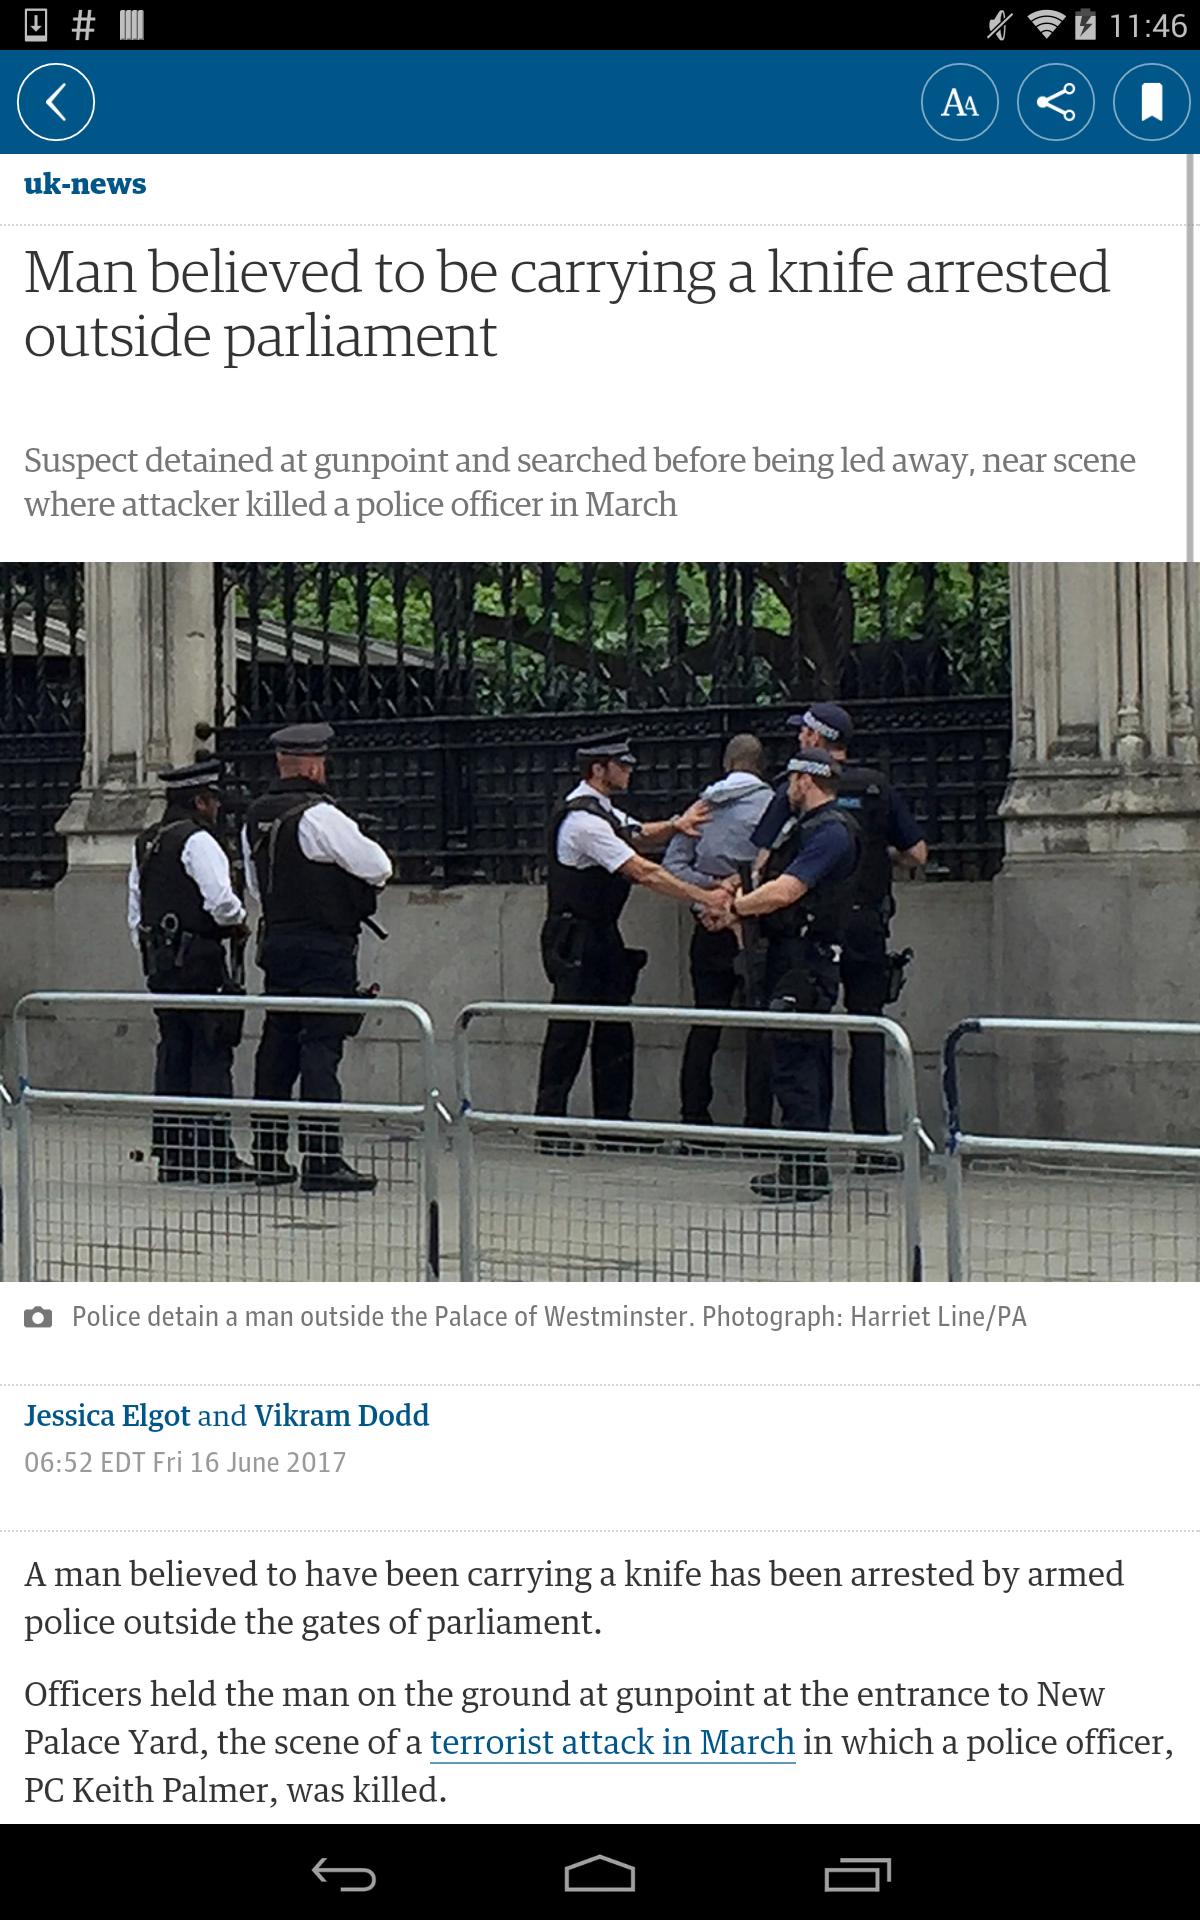 11:46
AA
uk-news
Man believed to be carrying a knife arrested
outside parliament
Suspect detained at gunpoint and searched before being led away, near scene
where attacker killed a police officer in March
Police detain a man outside the Palace of Westminster. Photograph: Harriet Line/PA
Jessica Elgot and Vikram Dodd
06:52 EDT Fri 16 June 2017
A man believed to have been carrying a knife has been arrested by armed
police outside the gates of parliament.
Officers held the man on the ground at gunpoint at the entrance to New
Palace Yard, the scene of a terrorist attack in March in which a police officer,
PC Keith Palmer, was killed.